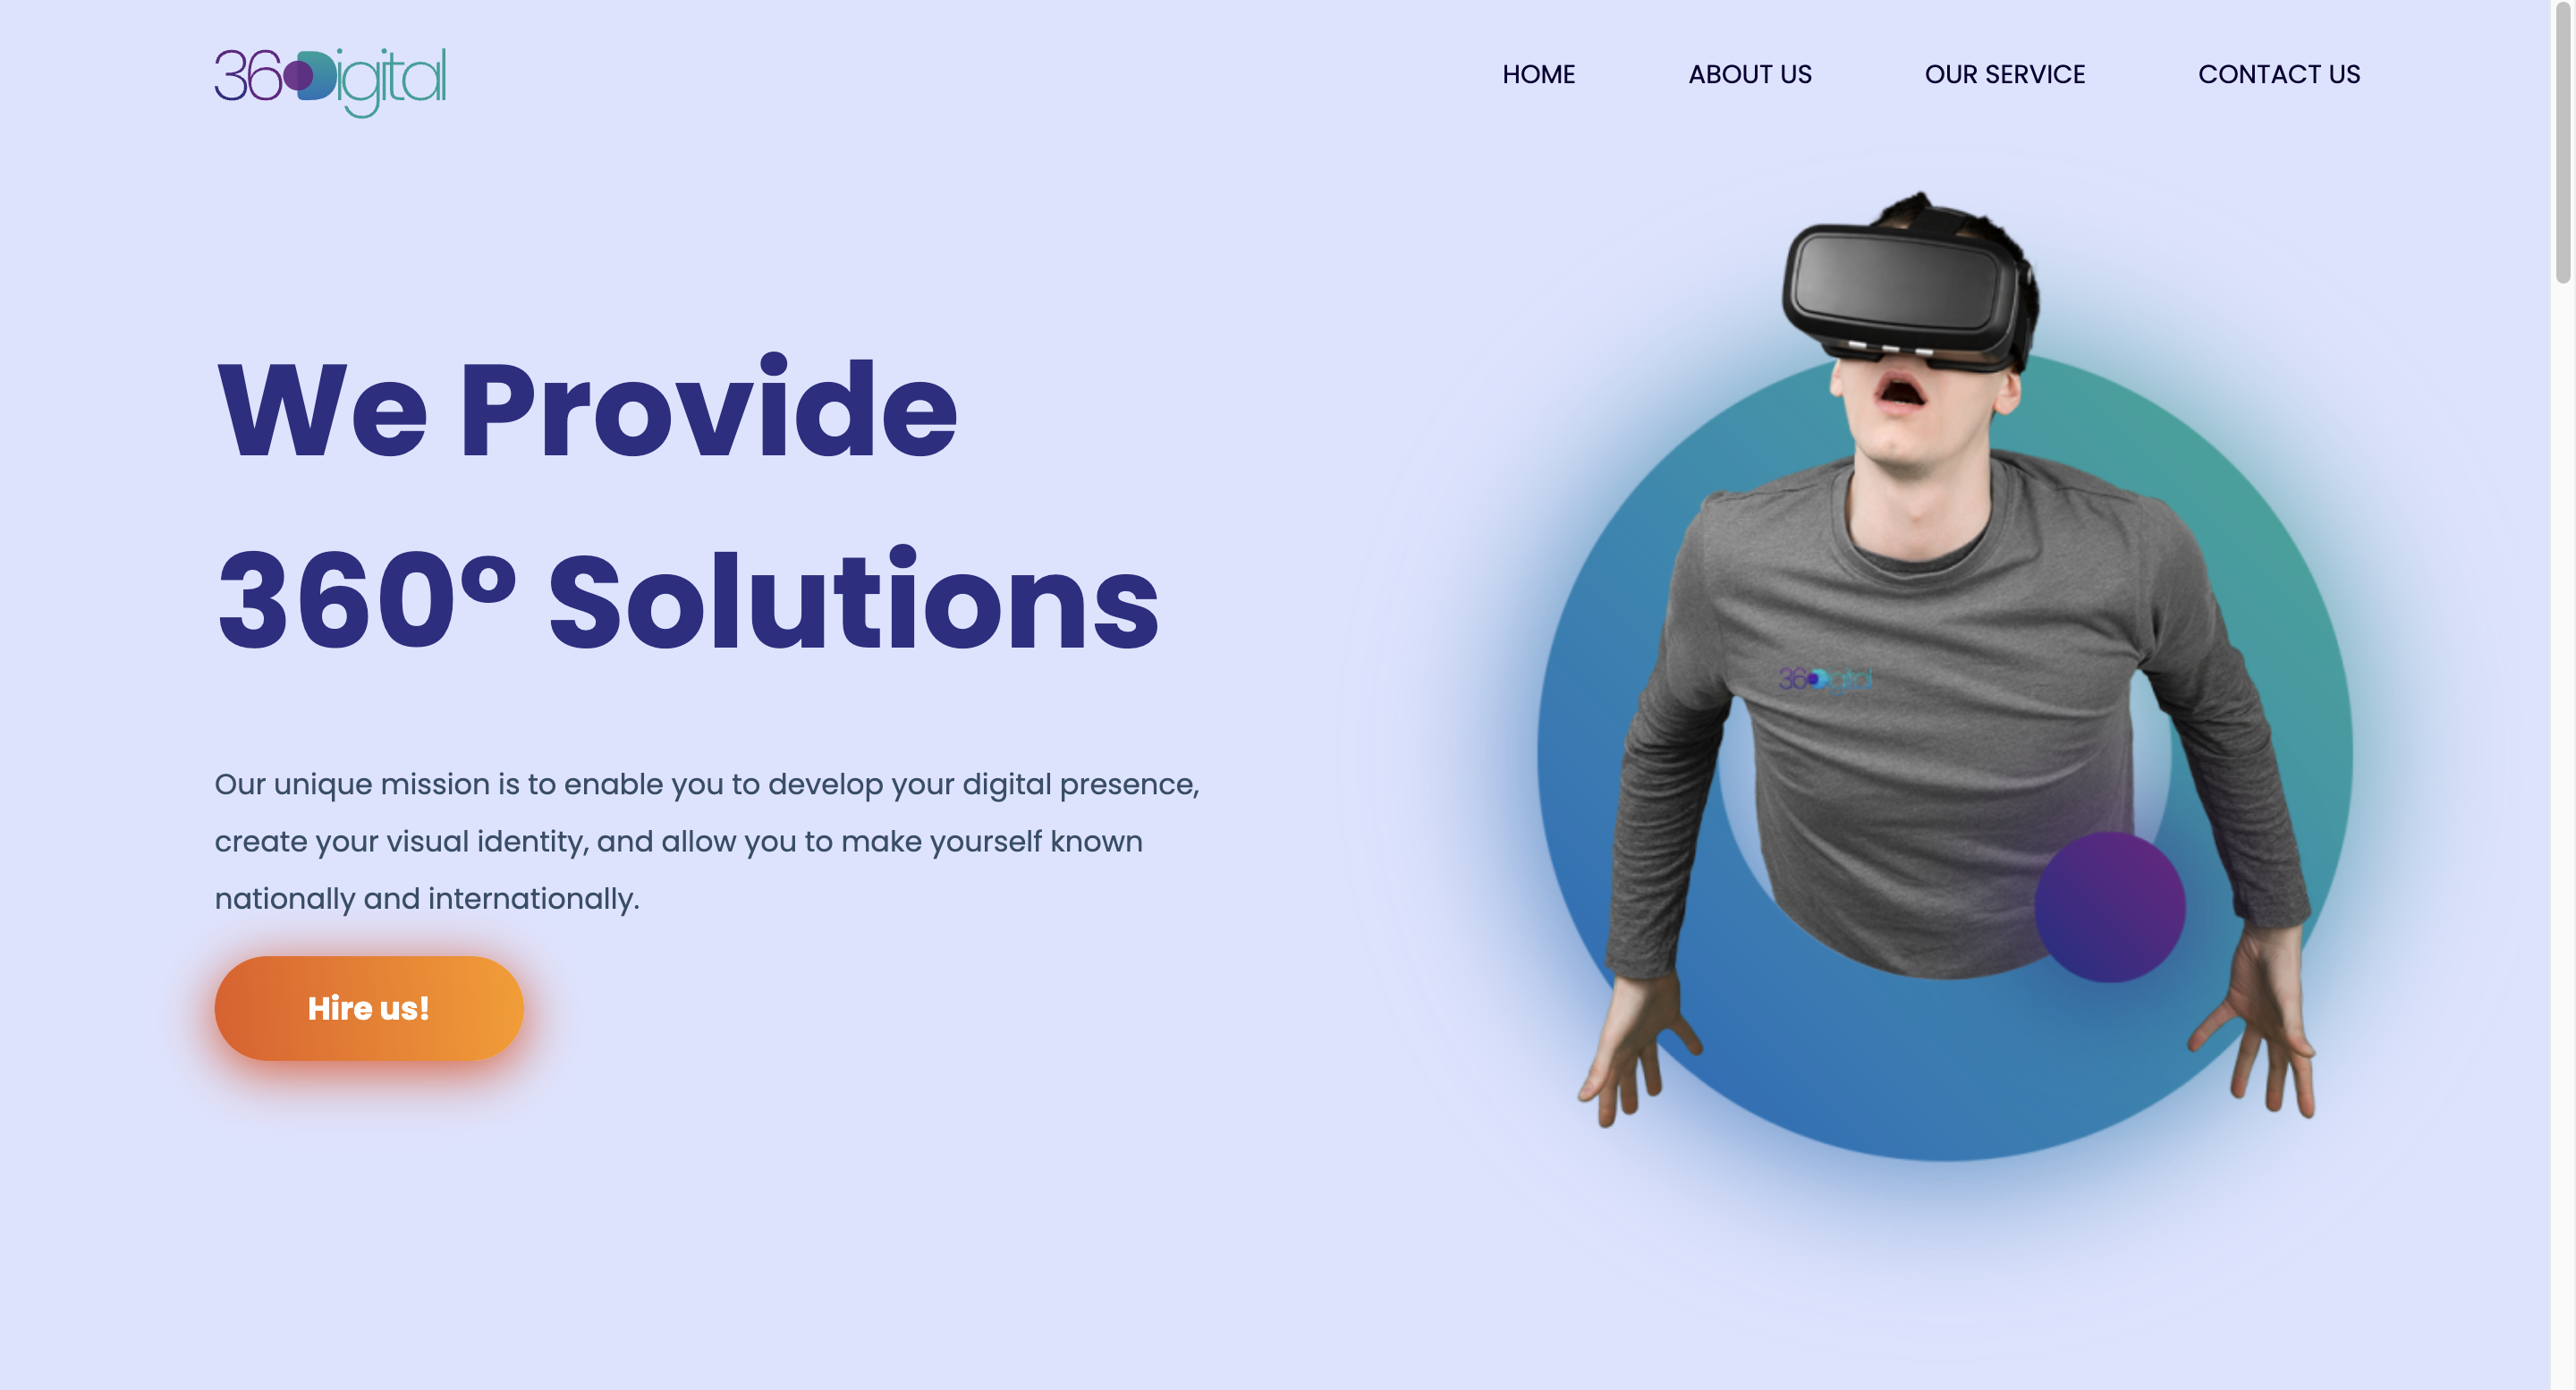 360Digital
HOME ABOUT US OUR SERVICE CONTACT US
We Provide
360° Solutions
360Digital
Our unique mission is to enable you to develop your digital presence,
create your visual identity, and allow you to make yourself known
nationally and internationally.
Hire us!